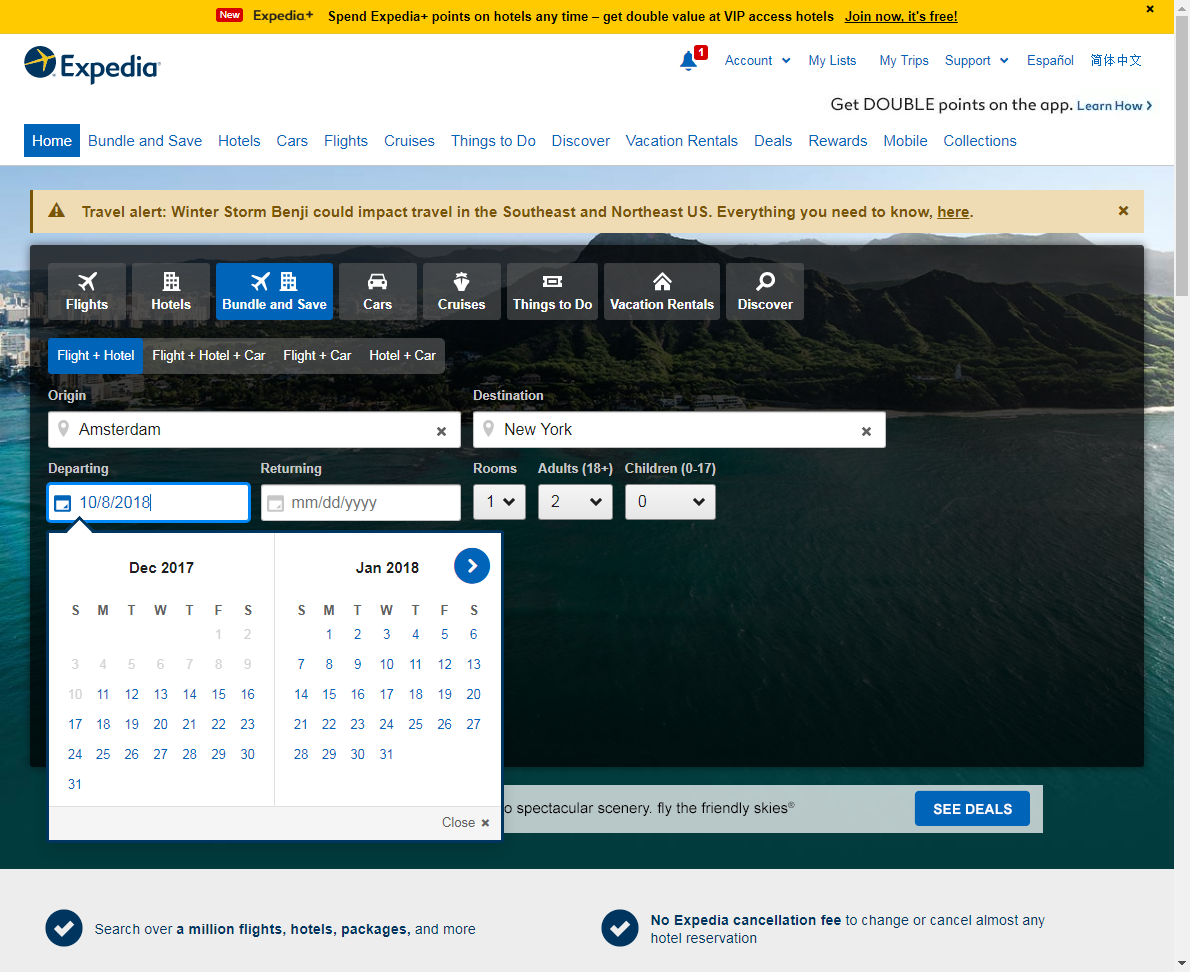 New Expedia+ Spend Expedia+ points on hotels any time – get double value at VIP access hotels Join now, it's free!
Expedia
1 Account My Lists My Trips Support Español 简体中文
Get DOUBLE points on the app. Learn How
Home Bundle and Save Hotels Cars Flights Cruises Things to Do Discover Vacation Rentals Deals Rewards Mobile Collections
Travel alert: Winter Storm Benji could impact travel in the Southeast and Northeast US. Everything you need to know, here.
Flights Hotels Bundle and Save Cars Cruises Things to Do Vacation Rentals Discover
Flight + Hotel Flight + Hotel + Car Flight + Car Hotel + Car
Origin Destination
Amsterdam New York
Departing Returning Rooms Adults (18+) Children (0-17)
10/8/2018 mm/dd/yyyy 1 2 0
Dec 2017 Jan 2018
S M T W T F S S M T W T F S
1 2 1 2 3 4 5 6
3 4 5 6 7 8 9 7 8 9 10 11 12 13
10 11 12 13 14 15 16 14 15 16 17 18 19 20
17 18 19 20 21 22 23 21 22 23 24 25 26 27
24 25 26 27 28 29 30 28 29 30 31
31
Close
o spectacular scenery. fly the friendly skies® SEE DEALS
Search over a million flights, hotels, packages, and more
No Expedia cancellation fee to change or cancel almost any
hotel reservation